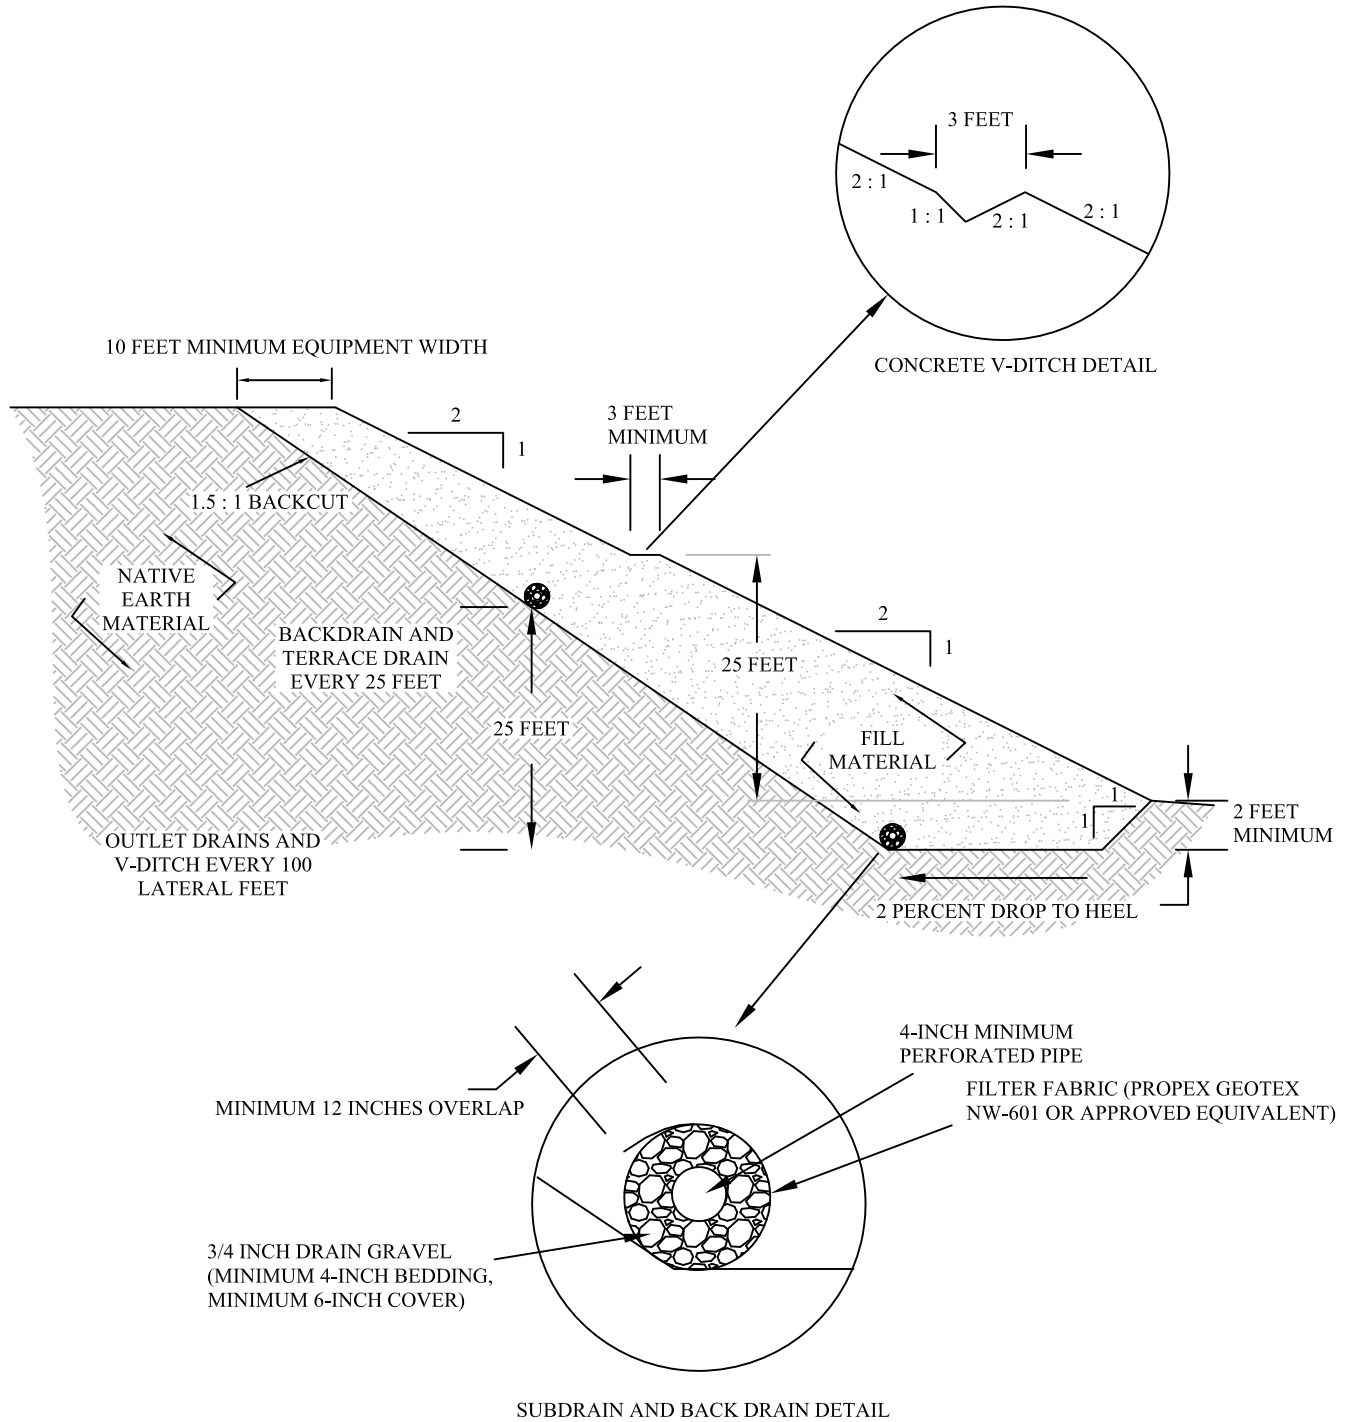 3 FEET
2 : 1
1 : 1
2 : 1
2 : 1
CONCRETE V-DITCH DETAIL
10 FEET MINIMUM EQUIPMENT WIDTH
2
1
3 FEET
MINIMUM
1.5 : 1 BACKCUT
NATIVE
EARTH
MATERIAL
BACKDRAIN AND
TERRACE DRAIN
EVERY 25 FEET
25 FEET
25 FEET
2
1
FILL
MATERIAL
1
1
2 FEET
MINIMUM
OUTLET DRAINS AND
V-DITCH EVERY 100
LATERAL FEET
2 PERCENT DROP TO HEEL
4-INCH MINIMUM
PERFORATED PIPE
FILTER FABRIC (PROPEX GEOTEX
NW-601 OR APPROVED EQUIVALENT)
MINIMUM 12 INCHES OVERLAP
3/4 INCH DRAIN GRAVEL
(MINIMUM 4-INCH BEDDING,
MINIMUM 6-INCH COVER)
SUBDRAIN AND BACK DRAIN DETAIL